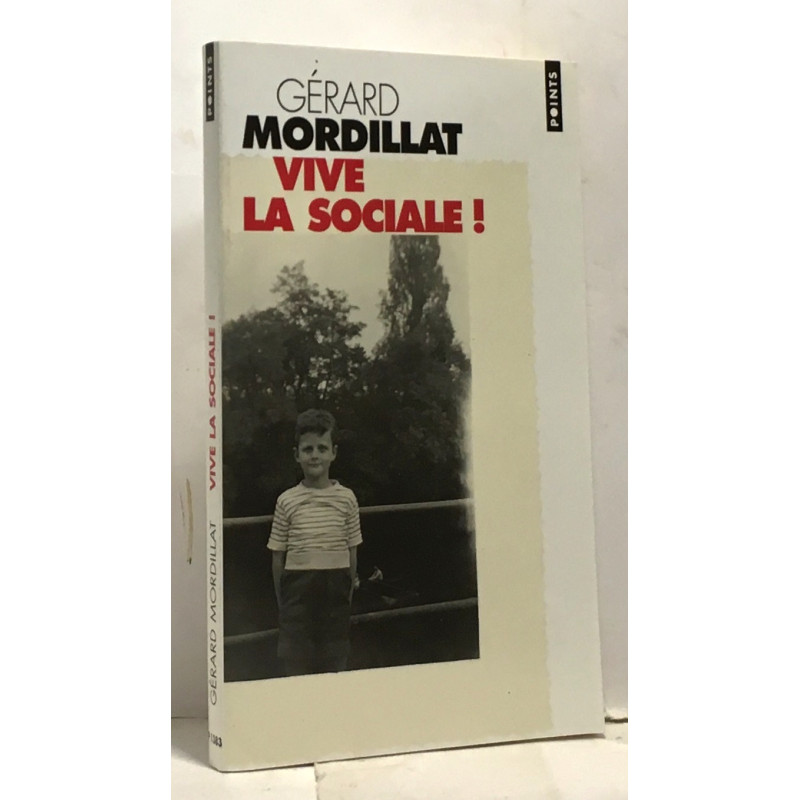 GÉRARD
MORDILLAT
VIVE
LA SOCIALE !
POINTS
POINTS
VIVE LA SOCIALE !
GÉRARD MORDILLAT